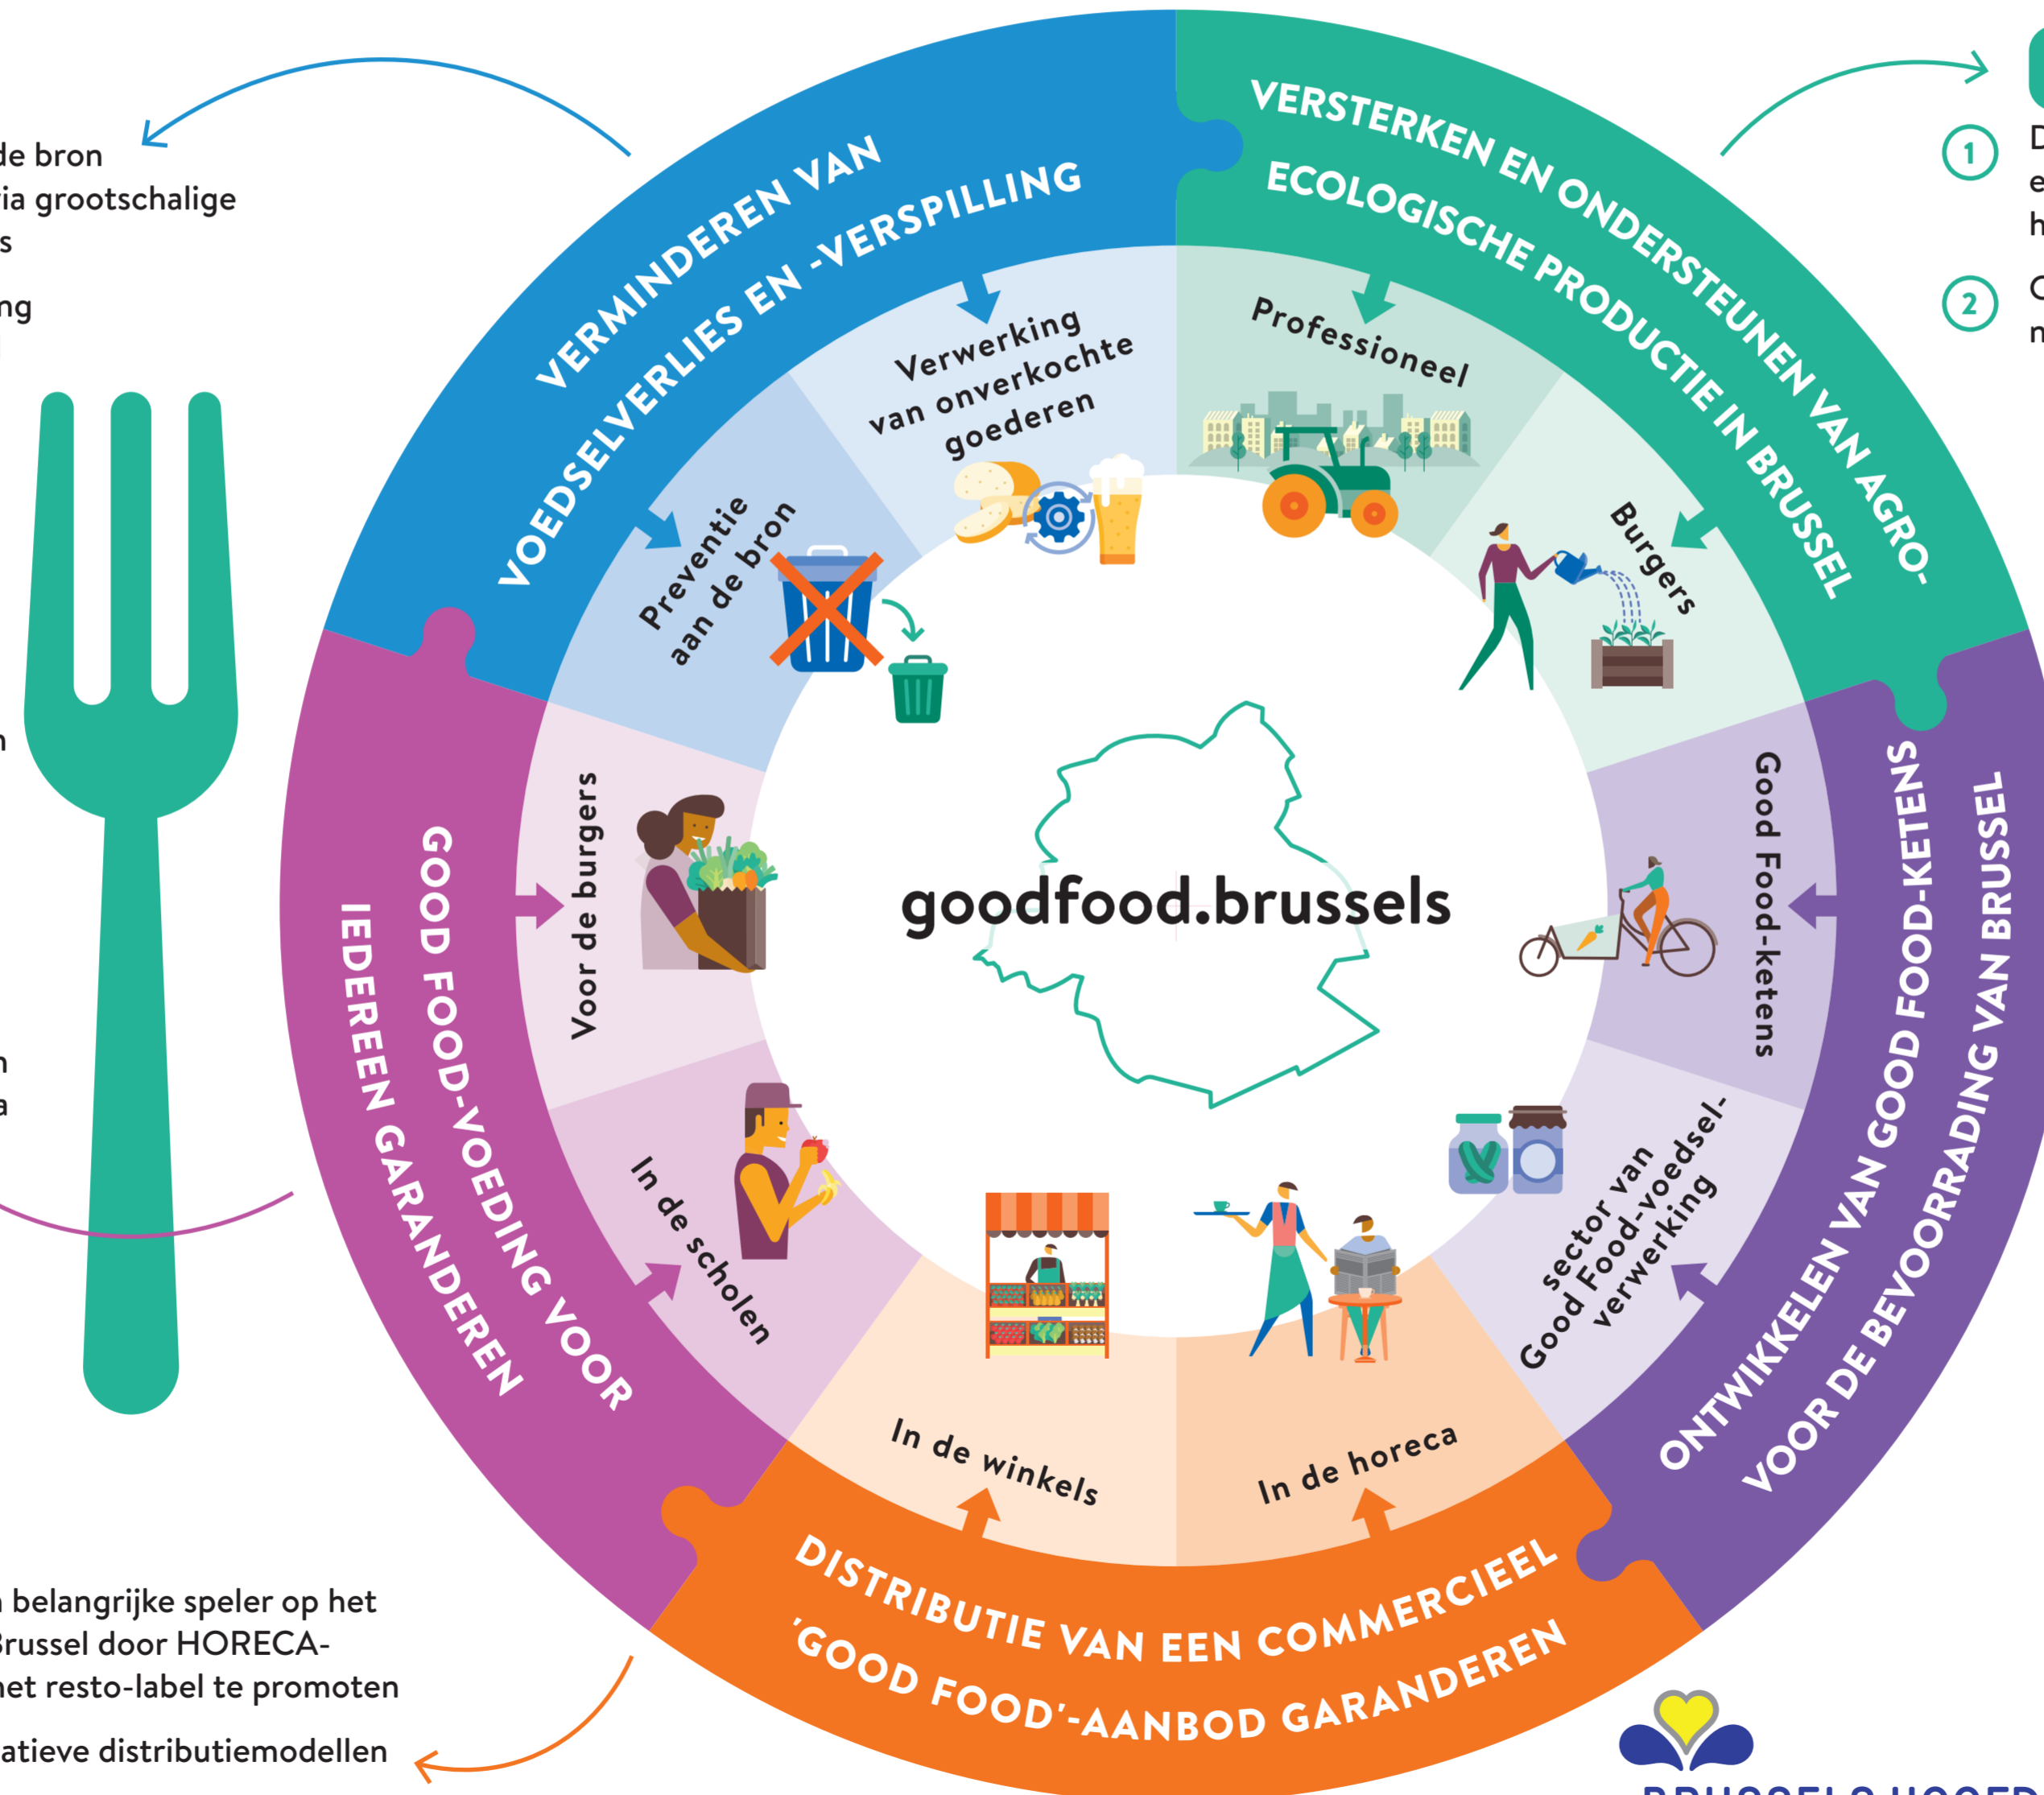 de bron
via grootschalige
VERMINDEREN VAN
VOEDSELVERLIES EN -VERSPILLING
Preventie
aan de bron
Verwerking
van onverkochte
goederen
VERSTERKEN EN ONDERSTEUNEN VAN AGRO-
ECOLOGISCHE PRODUCTIE IN BRUSSEL
Professioneel
Burgers
1
2
ONTWIKKELEN VAN GOOD FOOD-KETENS
VOOR DE BEVOORRADING VAN BRUSSEL
Good Food-ketens
sector van
Good Food-voedsel-
verwerking
goodfood.brussels
GOOD FOOD-VOEDING VOOR
IEDEREEN GARANDEREN
Voor de burgers
In de scholen
In de winkels
In de horeca
DISTRIBUTIE VAN EEN COMMERCIEEL
'GOOD FOOD'-AANBOD GARANDEREN
belangrijke speler op het
Brussel door HORECA-
het resto-label te promoten
atieve distributiemodellen